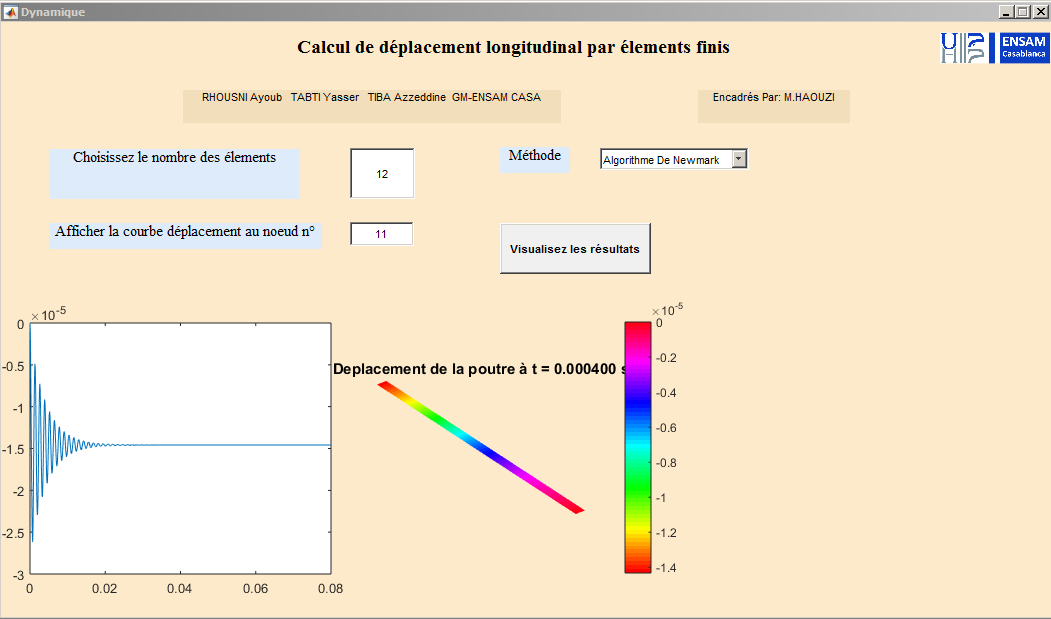 Dynamique
Calcul de déplacement longitudinal par élements finis
UH2C
ENSAM
Casablanca
RHOUSNI Ayoub TABTI Yasser TIBA Azzeddine GM-ENSAM CASA
Encadrés Par: M.HAOUZI
Choisissez le nombre des élements
12
Méthode
Algorithme De Newmark
Afficher la courbe déplacement au noeud n°
11
Visualisez les résultats
×10-5
0
-0.5
-1
-1.5
-2
-2.5
-3
0
0.02
0.04
0.06
0.08
Deplacement de la poutre à t = 0.000400 s
×10-5
0
-0.2
-0.4
-0.6
-0.8
-1
-1.2
-1.4